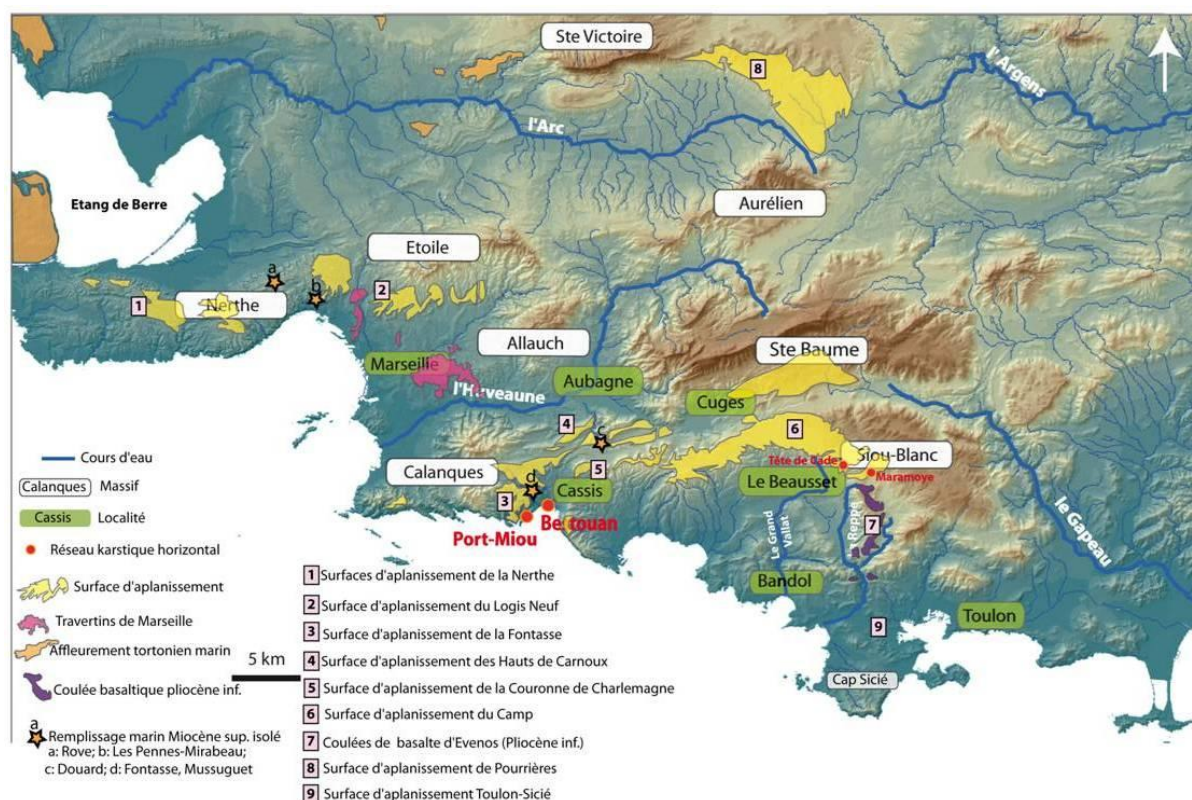 Ste Victoire
8
l'Argens
l'Arc
Etang de Berre
Aurélien
Etoile
a
b
2
1
Nerthe
Allauch
Ste Baume
Marseille
Aubagne
l'Huveaune
Cuges
4
c
6
Siou-Blanc
Tête de Cade
Maramoye
Calanques
d
5
Cassis
Le Beausset
3
Bestouan
Port-Miou
Le Grand
Vallat
Reppe
7
le Gapeau
Bandol
9
Toulon
Cap Sicié
Cours d'eau
Calanques Massif
Cassis Localité
Réseau karstique horizontal
Surface d'aplanissement
Travertins de Marseille
Affleurement tortonien marin
5 km
Coulée basaltique pliocène inf.
a
Remplissage marin Miocène sup. isolé
a: Rove; b: Les Pennes-Mirabeau;
c: Douard; d: Fontasse, Mussuguet
1 Surfaces d'aplanissement de la Nerthe
2 Surface d'aplanissement du Logis Neuf
3 Surface d'aplanissement de la Fontasse
4 Surface d'aplanissement des Hauts de Carnoux
5 Surface d'aplanissement de la Couronne de Charlemagne
6 Surface d'aplanissement du Camp
7 Coulées de basalte d'Evenos (Pliocène inf.)
8 Surface d'aplanissement de Pourrières
9 Surface d'aplanissement Toulon-Sicié